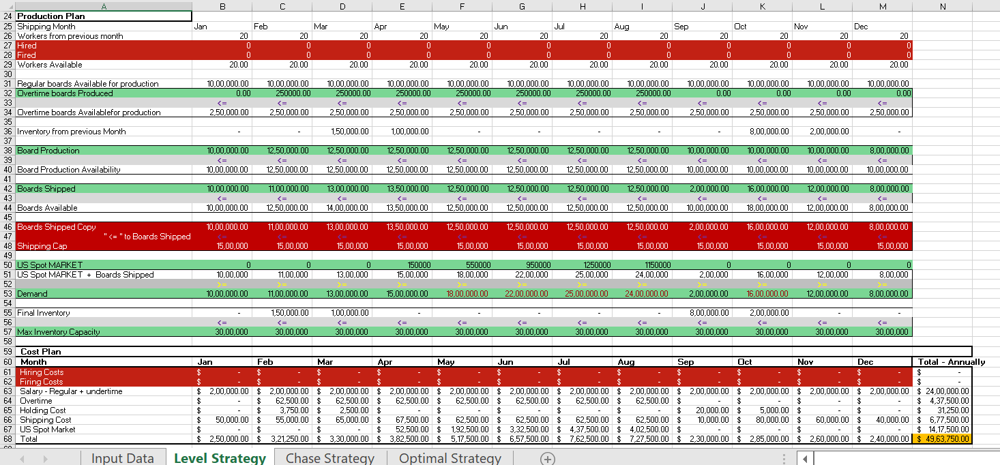 A B C D E F G H I J K L M N
24 Production Plan
25 Shipping Month Jan Feb Mar Apr May Jun Jul Aug Sep Oct Nov Dec
26 Workers from previous month 20 20 20 20 20 20 20 20 20 20 20 20
27 Hired 0 0 0 0 0 0 0 0 0 0 0 0
28 Fired 0 0 0 0 0 0 0 0 0 0 0 0
29 Workers Available 20.00 20.00 20.00 20.00 20.00 20.00 20.00 20.00 20.00 20.00 20.00 20.00
30
31 Regular boards Available for production 10,00,000.00 10,00,000.00 10,00,000.00 10,00,000.00 10,00,000.00 10,00,000.00 10,00,000.00 10,00,000.00 10,00,000.00 10,00,000.00 10,00,000.00 10,00,000.00
32 Overtime boards Produced 0.00 250000.00 250000.00 250000.00 250000.00 250000.00 250000.00 250000.00 0.00 0.00 0.00 0.00
33 <= <= <= <= <= <= <= <= <= <= <= <=
34 Overtime boards Availablefor production 2,50,000.00 2,50,000.00 2,50,000.00 2,50,000.00 2,50,000.00 2,50,000.00 2,50,000.00 2,50,000.00 2,50,000.00 2,50,000.00 2,50,000.00 2,50,000.00
35
36 Inventory from previous Month - - 1,50,000.00 1,00,000.00 - - - - - 8,00,000.00 2,00,000.00 -
37
38 Board Production 10,00,000.00 12,50,000.00 12,50,000.00 12,50,000.00 12,50,000.00 12,50,000.00 12,50,000.00 12,50,000.00 10,00,000.00 10,00,000.00 10,00,000.00 8,00,000.00
39 <= <= <= <= <= <= <= <= <= <= <= <=
40 Board Production Availability 10,00,000.00 12,50,000.00 12,50,000.00 12,50,000.00 12,50,000.00 12,50,000.00 12,50,000.00 12,50,000.00 10,00,000.00 10,00,000.00 10,00,000.00 10,00,000.00
41
42 Boards Shipped 10,00,000.00 11,00,000.00 13,00,000.00 13,50,000.00 12,50,000.00 12,50,000.00 12,50,000.00 12,50,000.00 2,00,000.00 16,00,000.00 12,00,000.00 8,00,000.00
43 <= <= <= <= <= <= <= <= <= <= <= <=
44 Boards Available 10,00,000.00 12,50,000.00 14,00,000.00 13,50,000.00 12,50,000.00 12,50,000.00 12,50,000.00 12,50,000.00 10,00,000.00 18,00,000.00 12,00,000.00 8,00,000.00
45
46 Boards Shipped Copy 10,00,000.00 11,00,000.00 13,00,000.00 13,50,000.00 12,50,000.00 12,50,000.00 12,50,000.00 12,50,000.00 2,00,000.00 16,00,000.00 12,00,000.00 8,00,000.00
47 "<=" to Boards Shipped <= <= <= <= <= <= <= <= <= <= <= <=
48 Shipping Cap 15,00,000 15,00,000 15,00,000 15,00,000 15,00,000 15,00,000 15,00,000 15,00,000 15,00,000 15,00,000 15,00,000 15,00,000
49
50 US Spot MARKET 0 0 0 150000 550000 950000 1250000 1150000 0 0 0 0
51 US Spot MARKET + Boards Shipped 10,00,000 11,00,000 13,00,000 15,00,000 18,00,000 22,00,000 25,00,000 24,00,000 2,00,000 16,00,000 12,00,000 8,00,000
52 >= >= >= >= >= >= >= >= >= >= >= >=
53 Demand 10,00,000.00 11,00,000.00 13,00,000.00 15,00,000.00 18,00,000.00 22,00,000.00 25,00,000.00 24,00,000.00 2,00,000.00 16,00,000.00 12,00,000.00 8,00,000.00
54
55 Final Inventory - 1,50,000.00 1,00,000.00 - - - - - 8,00,000.00 2,00,000.00 - -
56 <= <= <= <= <= <= <= <= <= <= <= <=
57 Max Inventory Capacity 30,00,000 30,00,000 30,00,000 30,00,000 30,00,000 30,00,000 30,00,000 30,00,000 30,00,000 30,00,000 30,00,000 30,00,000
58
59 Cost Plan
60 Month Jan Feb Mar Apr May Jun Jul Aug Sep Oct Nov Dec Total - Annually
61 Hiring Costs $ - $ - $ - $ - $ - $ - $ - $ - $ - $ - $ - $ - $ -
62 Firing Costs $ - $ - $ - $ - $ - $ - $ - $ - $ - $ - $ - $ - $ -
63 Salary - Regular + undertime $ 2,00,000.00 $ 2,00,000.00 $ 2,00,000.00 $ 2,00,000.00 $ 2,00,000.00 $ 2,00,000.00 $ 2,00,000.00 $ 2,00,000.00 $ 2,00,000.00 $ 2,00,000.00 $ 2,00,000.00 $ 2,00,000.00 $ 24,00,000.00
64 Overtime $ - $ 62,500.00 $ 62,500.00 $ 62,500.00 $ 62,500.00 $ 62,500.00 $ 62,500.00 $ 62,500.00 $ - $ - $ - $ - $ 4,37,500.00
65 Holding Cost $ - $ 3,750.00 $ 2,500.00 $ - $ - $ - $ - $ - $ 20,000.00 $ 5,000.00 $ - $ - $ 31,250.00
66 Shipping Cost $ 50,000.00 $ 55,000.00 $ 65,000.00 $ 67,500.00 $ 62,500.00 $ 62,500.00 $ 62,500.00 $ 62,500.00 $ 10,000.00 $ 80,000.00 $ 60,000.00 $ 40,000.00 $ 6,77,500.00
67 US Spot Market $ - $ - $ - $ 52,500.00 $ 1,92,500.00 $ 3,32,500.00 $ 4,37,500.00 $ 4,02,500.00 $ - $ - $ - $ - $ 14,17,500.00
68 Total $ 2,50,000.00 $ 3,21,250.00 $ 3,30,000.00 $ 3,82,500.00 $ 5,17,500.00 $ 6,57,500.00 $ 7,62,500.00 $ 7,27,500.00 $ 2,30,000.00 $ 2,85,000.00 $ 2,60,000.00 $ 2,40,000.00 $ 49,63,750.00
Input Data Level Strategy Chase Strategy Optimal Strategy